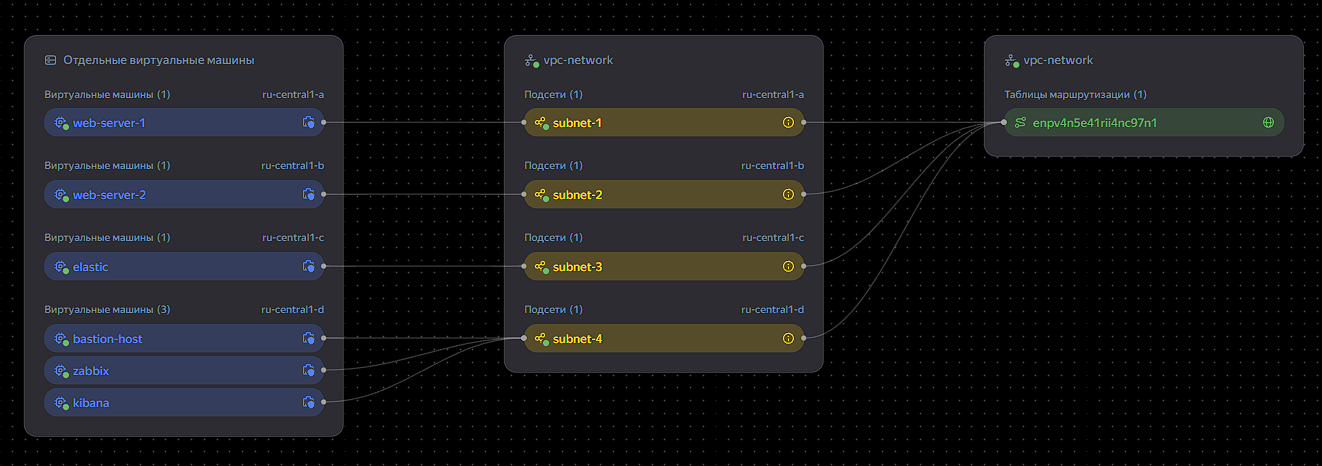 Отдельные виртуальные машины
Виртуальные машины (1) ru-central1-a
web-server-1
Виртуальные машины (1) ru-central1-b
web-server-2
Виртуальные машины (1) ru-central1-c
elastic
Виртуальные машины (3) ru-central1-d
bastion-host
zabbix
kibana
vpc-network
Подсети (1) ru-central1-a
subnet-1
Подсети (1) ru-central1-b
subnet-2
Подсети (1) ru-central1-c
subnet-3
Подсети (1) ru-central1-d
subnet-4
vpc-network
Таблицы маршрутизации (1)
enpv4n5e41rii4nc97n1